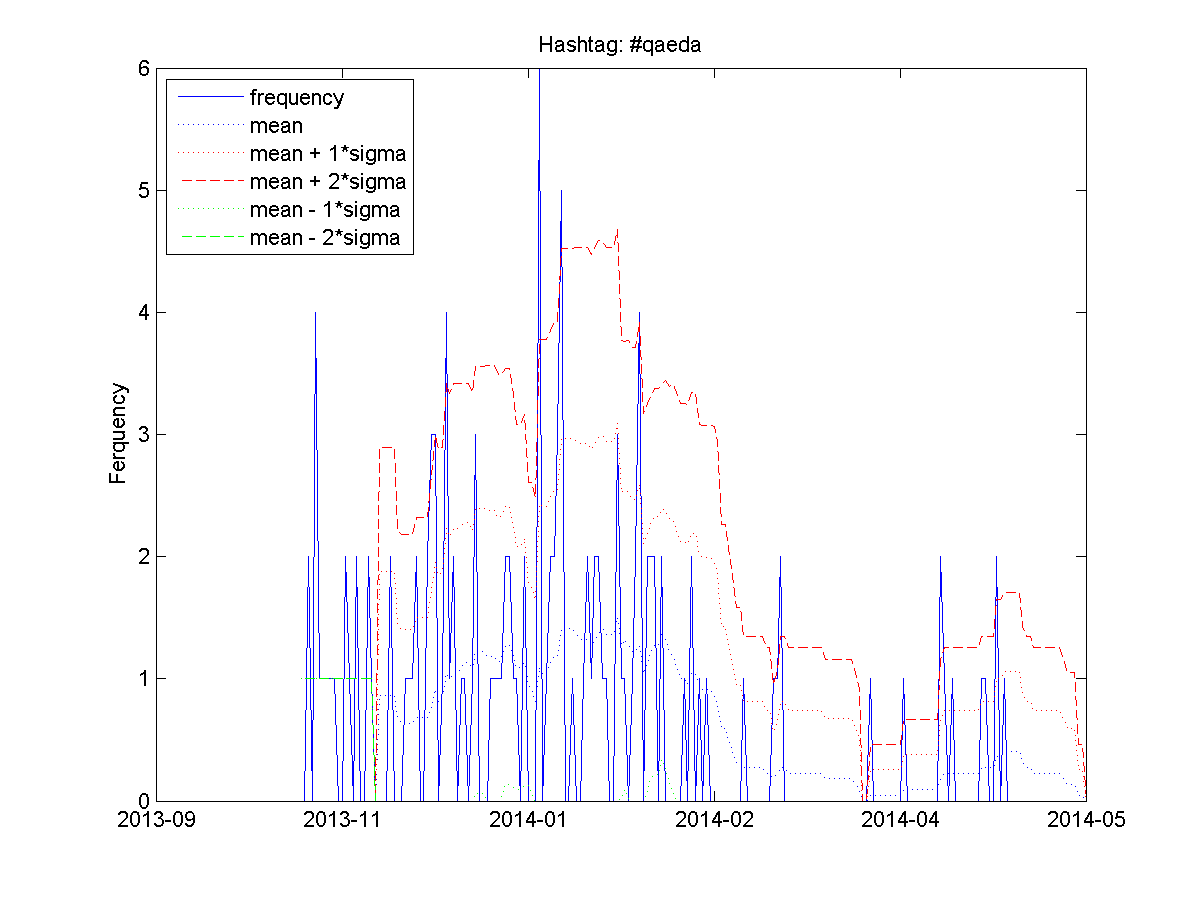 Hashtag: #qaeda
6
5
4
3
2
1
0
Ferquency
frequency
mean
mean + 1*sigma
mean + 2*sigma
mean - 1*sigma
mean - 2*sigma
2013-09 2013-11 2014-01 2014-02 2014-04 2014-05